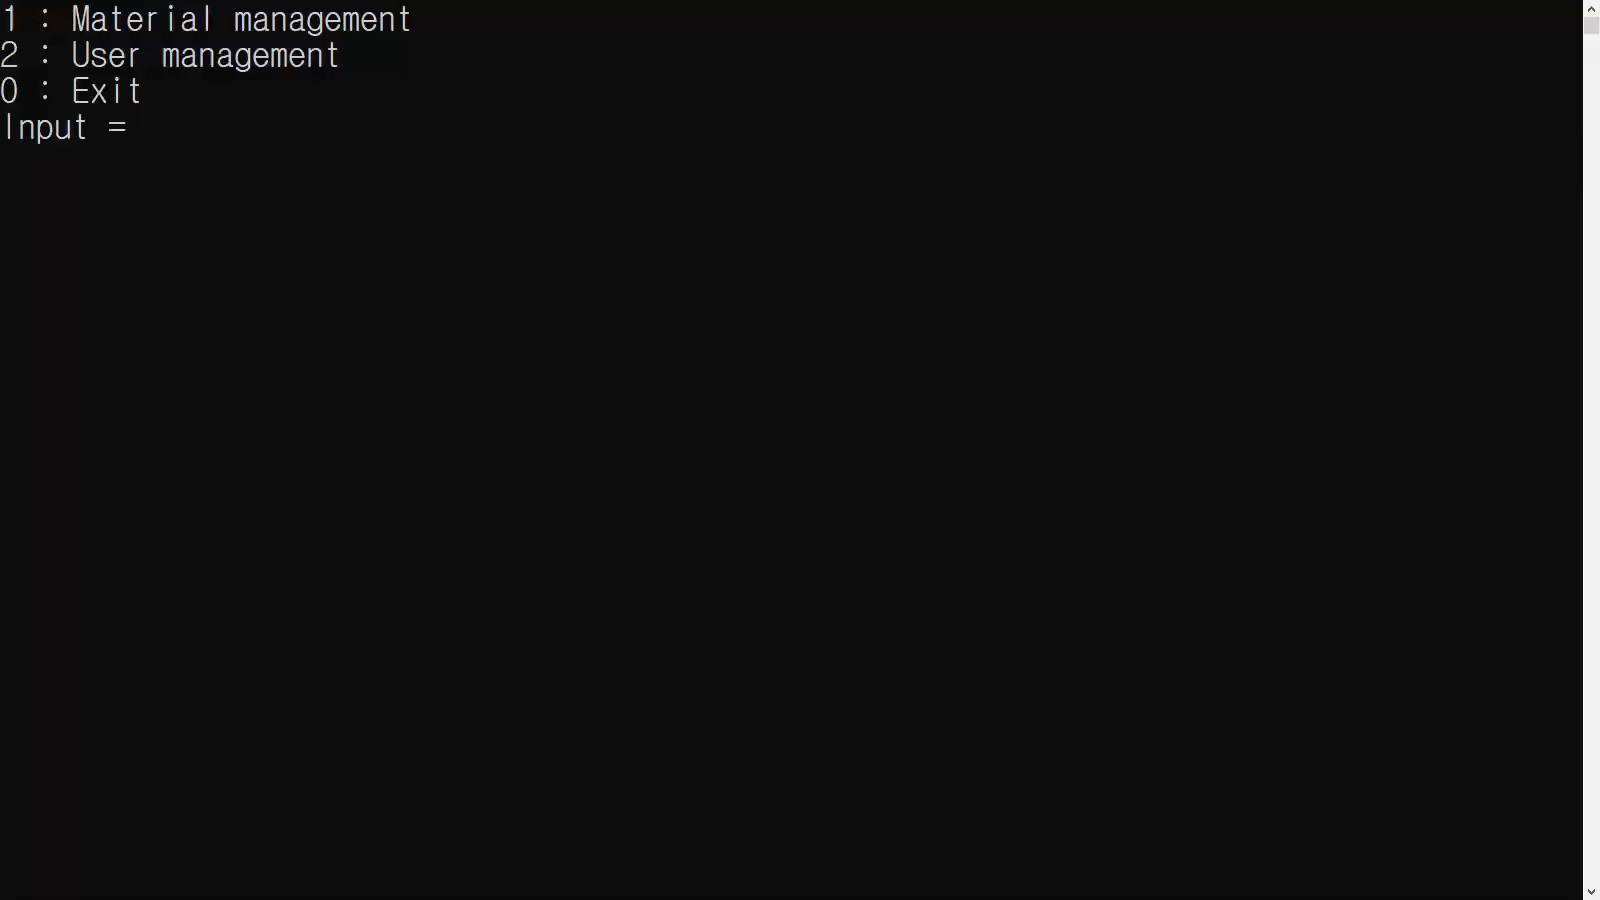 1 : Material management
2 : User management
0 : Exit
Input =